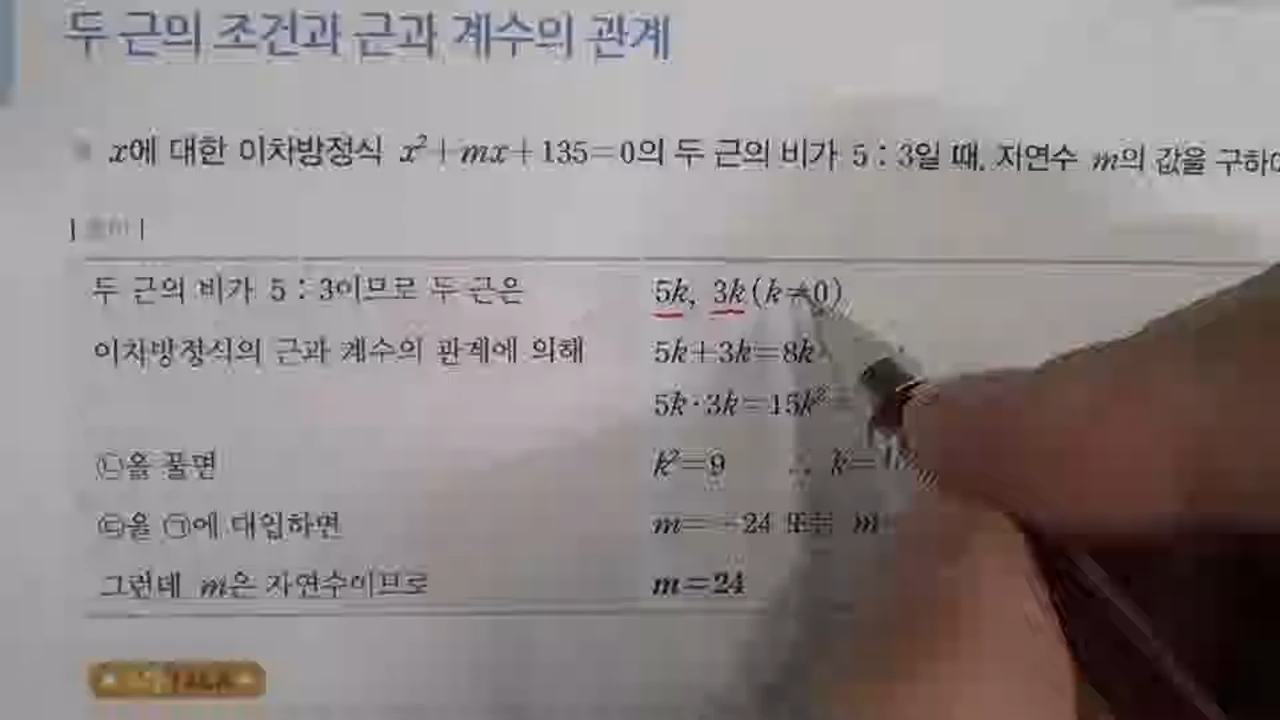 두 근의 조건과 근과 계수의 관계
x에 대한 이차방정식 x²+mx+135=0의 두 근의 비가 5 : 3일 때, 자연수 m의 값을 구하여
두 근의 비가 5 : 3이므로 두 근은 5k, 3k(k≠0)
이차방정식의 근과 계수의 관계에 의해 5k+3k=8k
5k·3k=15k²=
㉡을 풀면 k²=9 ∴ k=
㉢을 ㉠에 대입하면 m=-24 또는 m
그런데 m은 자연수이므로 m=24